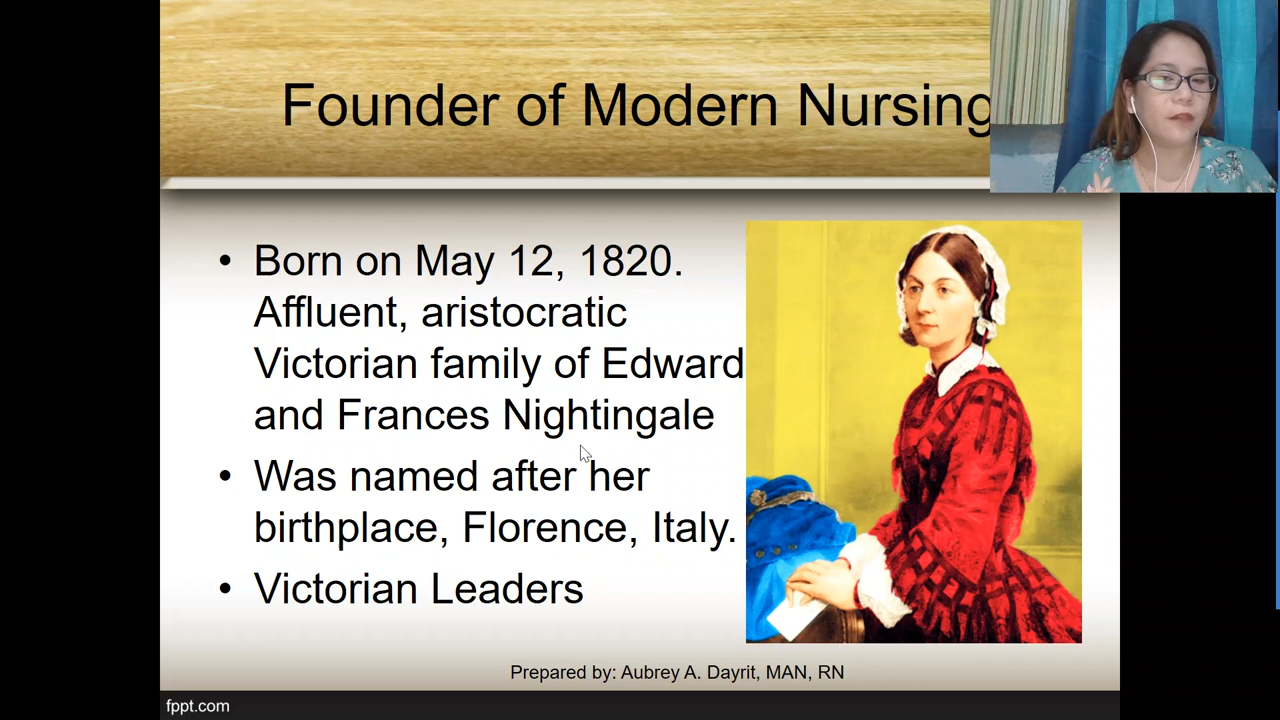 Founder of Modern Nursing
• Born on May 12, 1820.
Affluent, aristocratic
Victorian family of Edward
and Frances Nightingale
• Was named after her
birthplace, Florence, Italy.
• Victorian Leaders
Prepared by: Aubrey A. Dayrit, MAN, RN
fppt.com